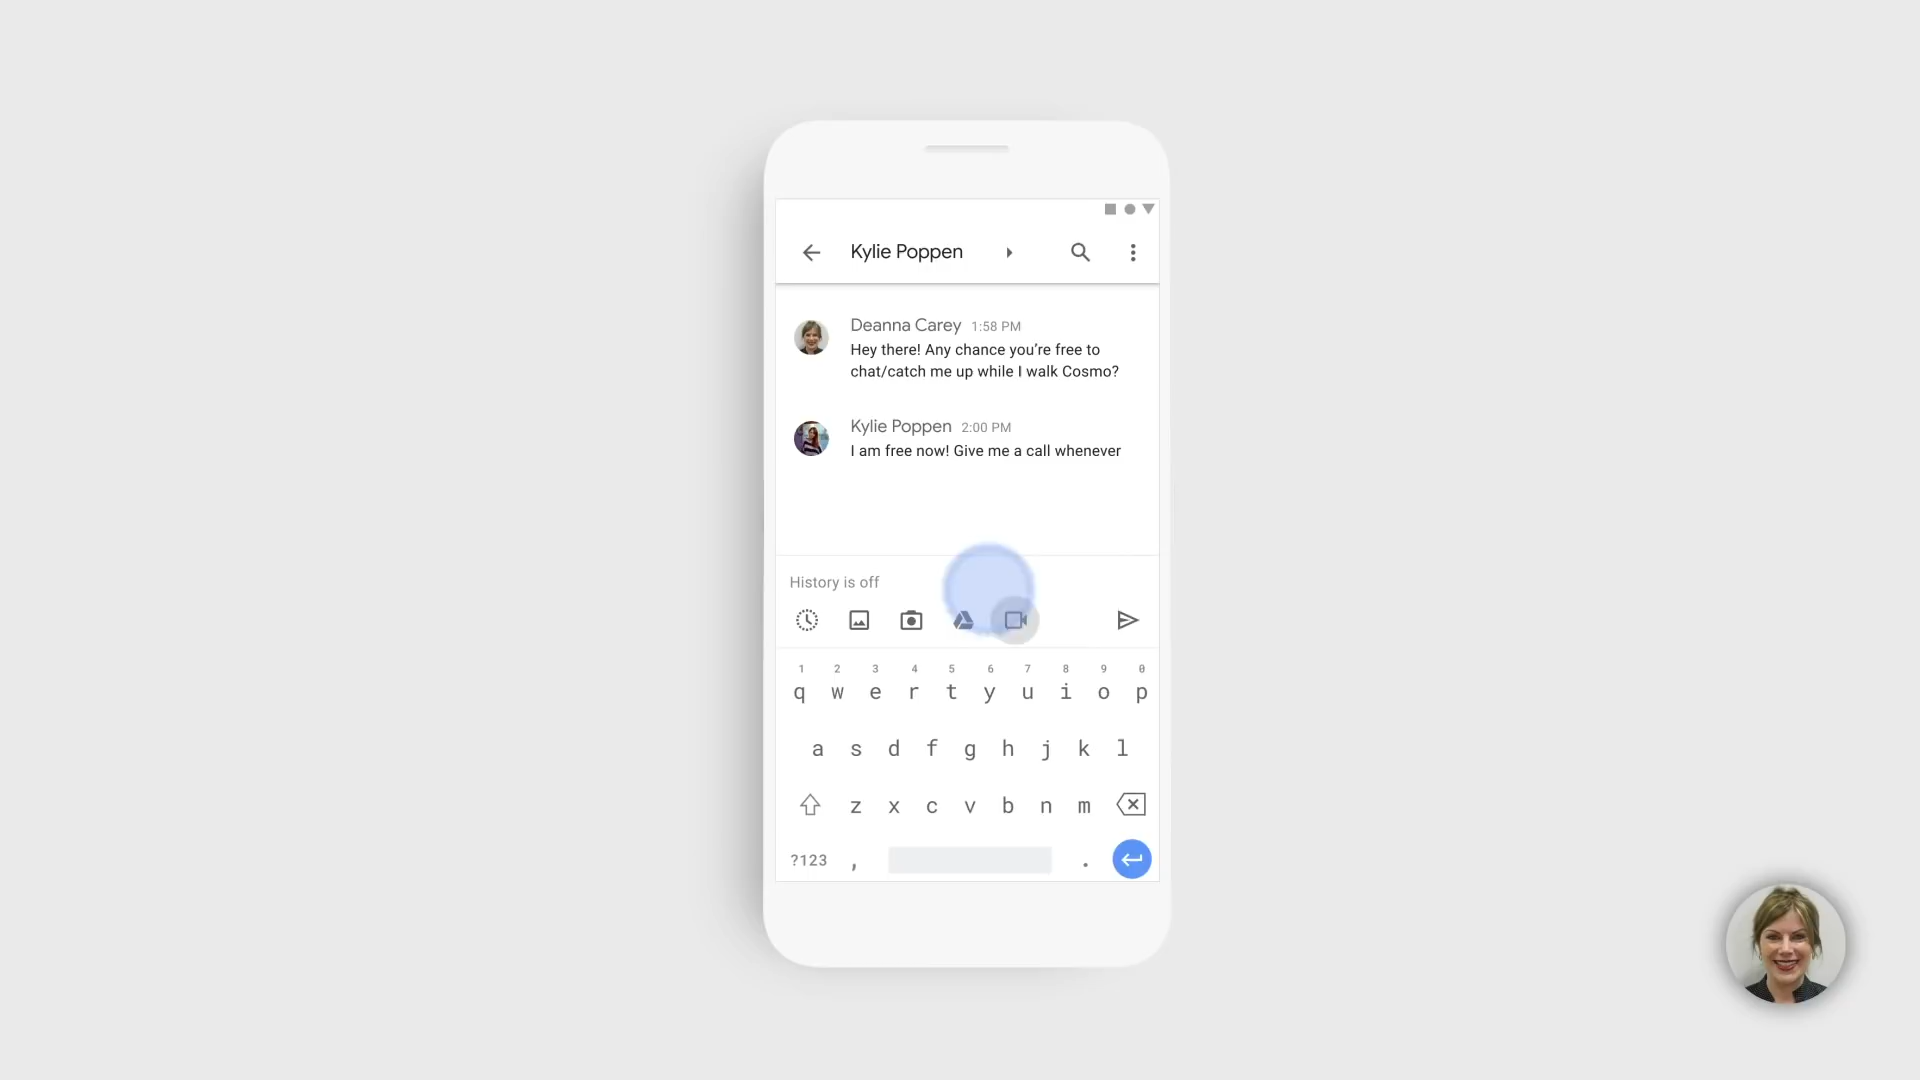 Kylie Poppen
Deanna Carey 1:58 PM
Hey there! Any chance you’re free to
chat/catch me up while I walk Cosmo?
Kylie Poppen 2:00 PM
I am free now! Give me a call whenever
History is off
1 2 3 4 5 6 7 8 9 0
q w e r t y u i o p
a s d f g h j k l
z x c v b n m
?123 , .